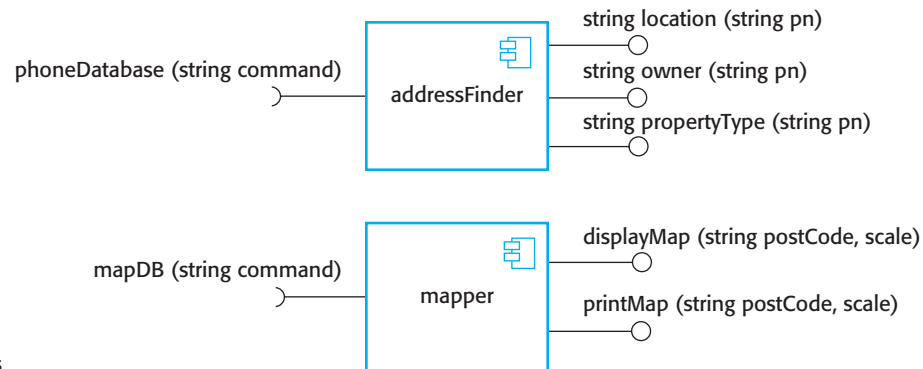 string location (string pn)
phoneDatabase (string command)
string owner (string pn)
addressFinder
string propertyType (string pn)
displayMap (string postCode, scale)
mapDB (string command)
mapper
printMap (string postCode, scale)
s